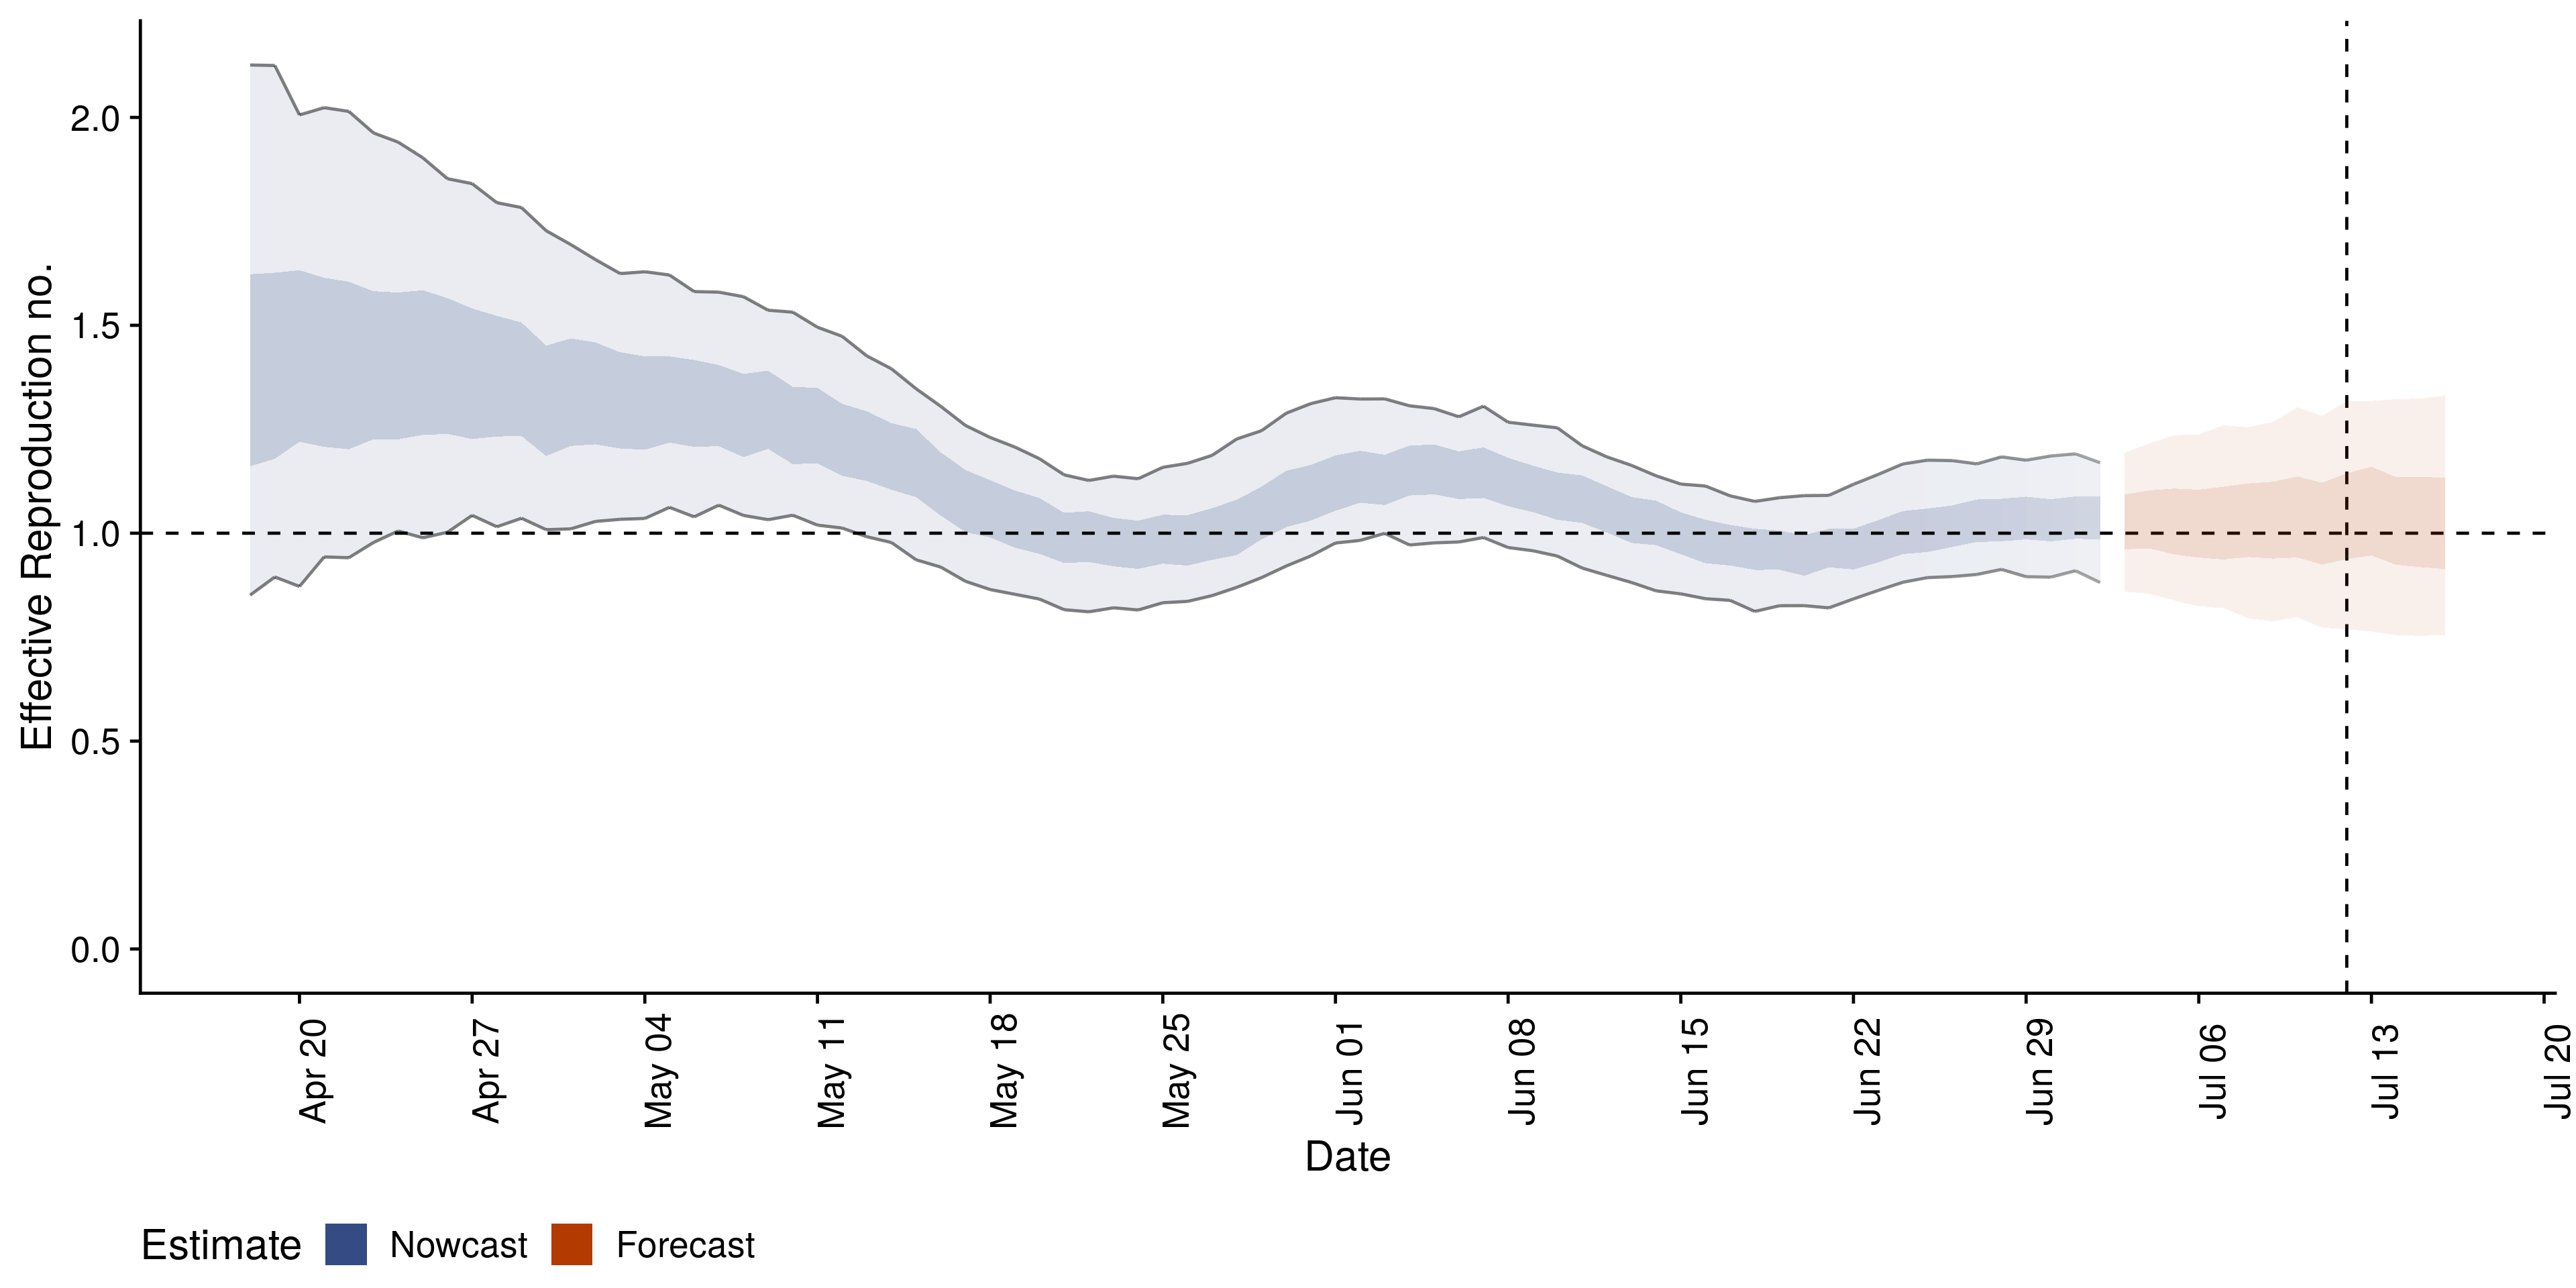 Effective Reproduction no.
2.0
1.5
1.0
0.5
0.0
Apr 20
Apr 27
May 04
May 11
May 18
May 25
Jun 01
Jun 08
Jun 15
Jun 22
Jun 29
Jul 06
Jul 13
Jul 20
Date
Estimate Nowcast Forecast